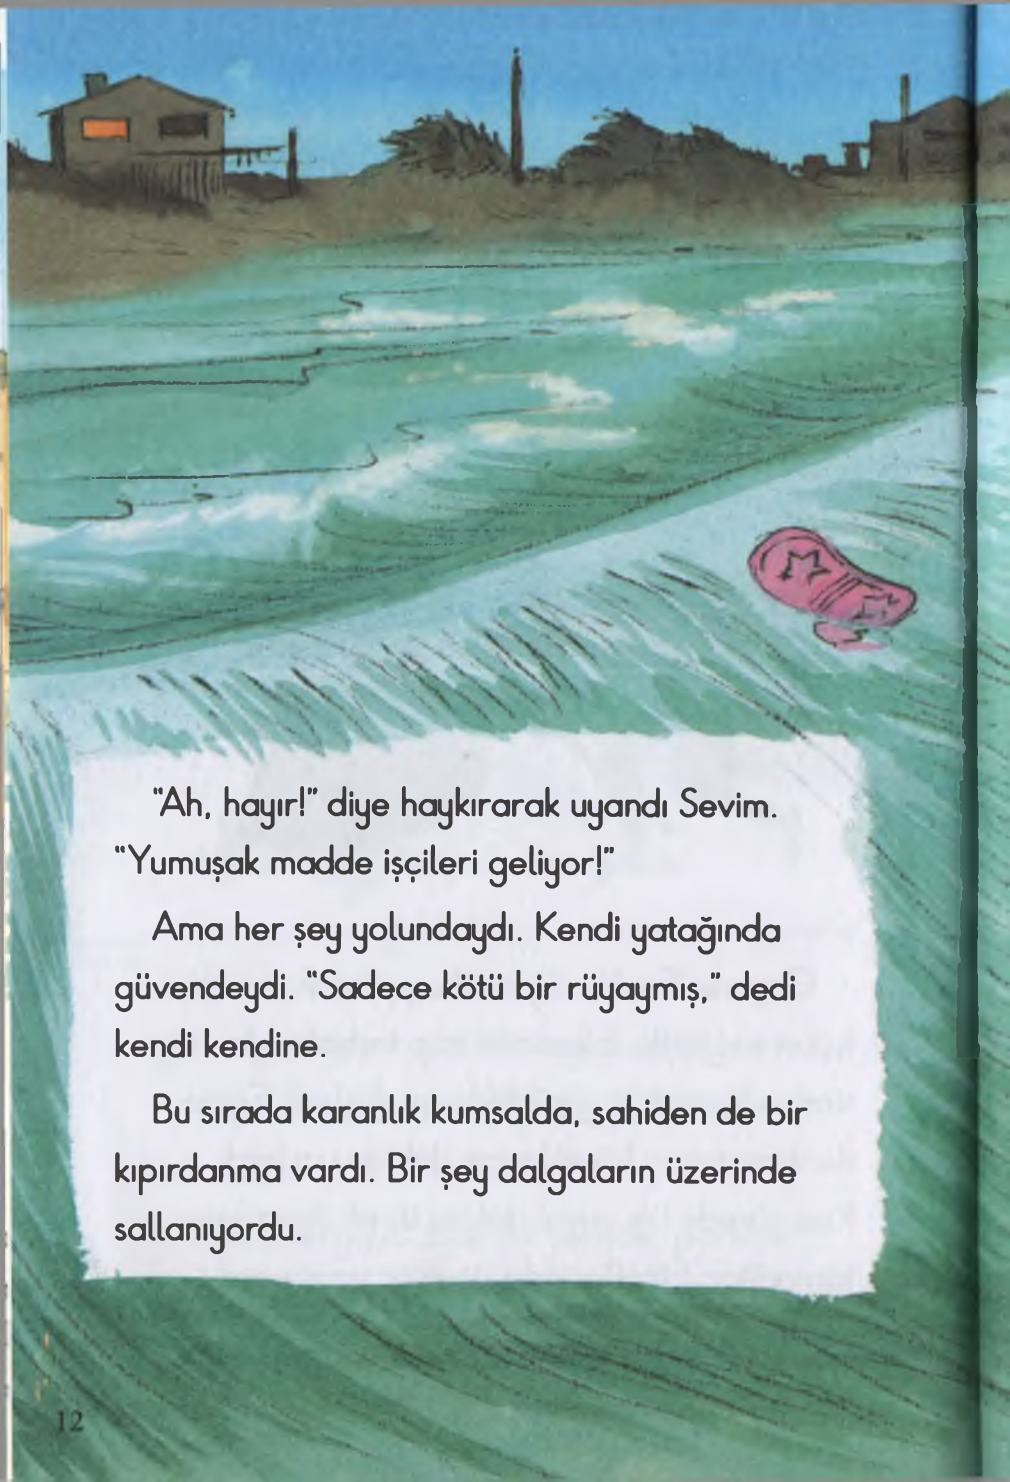 "Ah, hayır!" diye haykırarak uyandı Sevim.
"Yumuşak madde işçileri geliyor!"
Ama her şey yolundaydı. Kendi yatağında
güvendeydi. "Sadece kötü bir rüyaymış," dedi
kendi kendine.
Bu sırada karanlık kumsalda, sahiden de bir
kıpırdanma vardı. Bir şey dalgaların üzerinde
sallanıyordu.
12